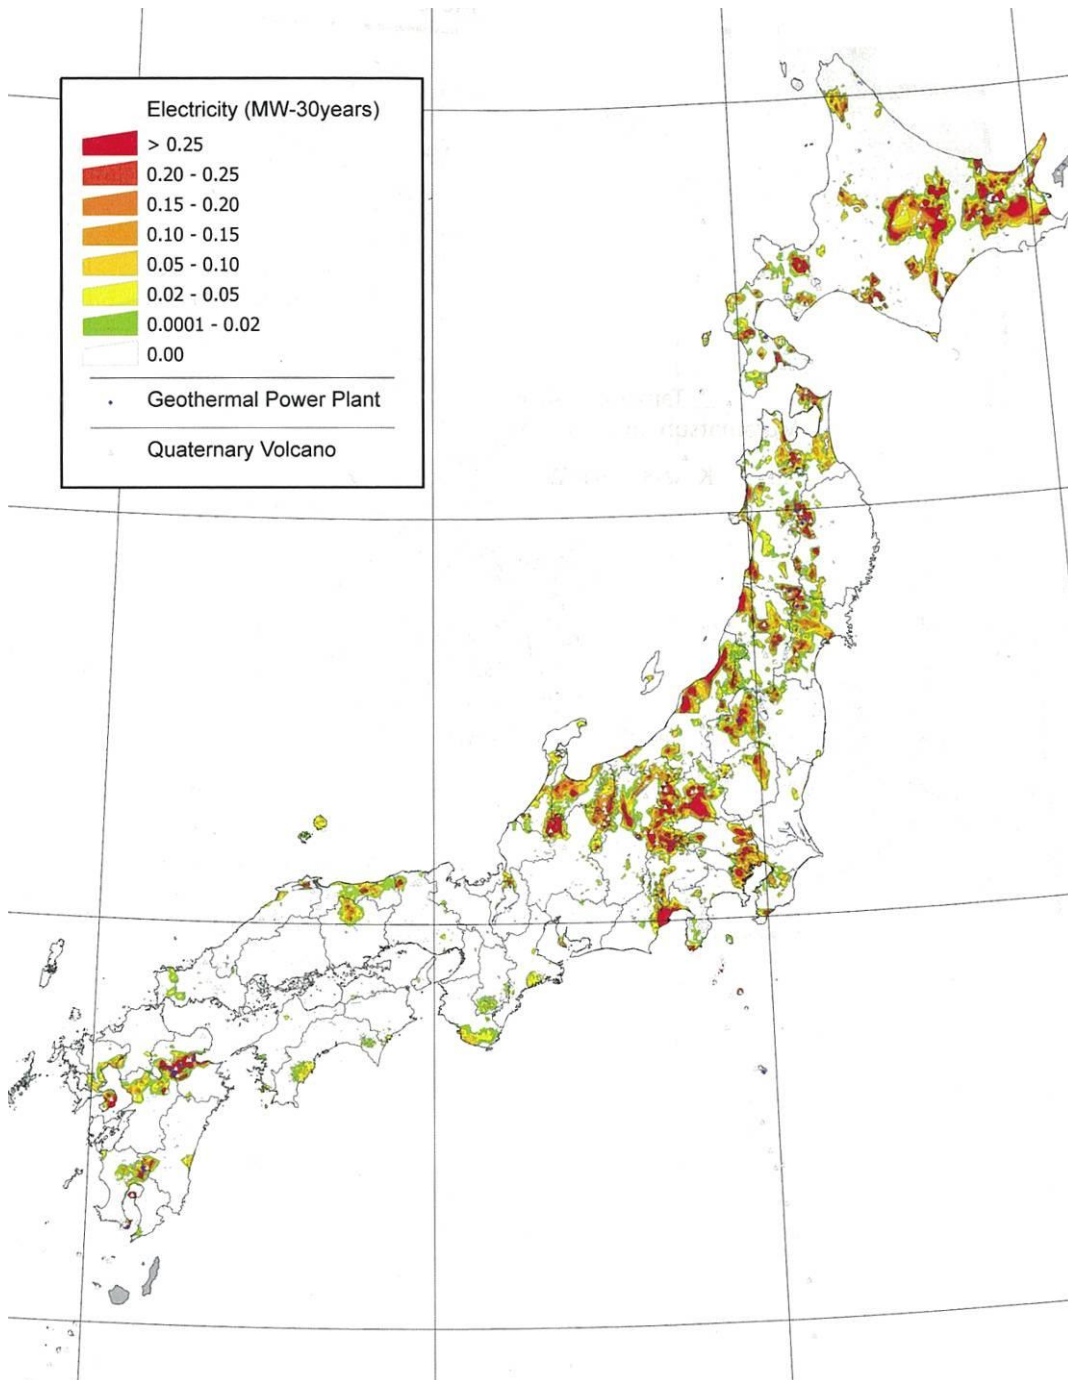 Electricity (MW-30years)
> 0.25
0.20 - 0.25
0.15 - 0.20
0.10 - 0.15
0.05 - 0.10
0.02 - 0.05
0.0001 - 0.02
0.00
Geothermal Power Plant
Quaternary Volcano